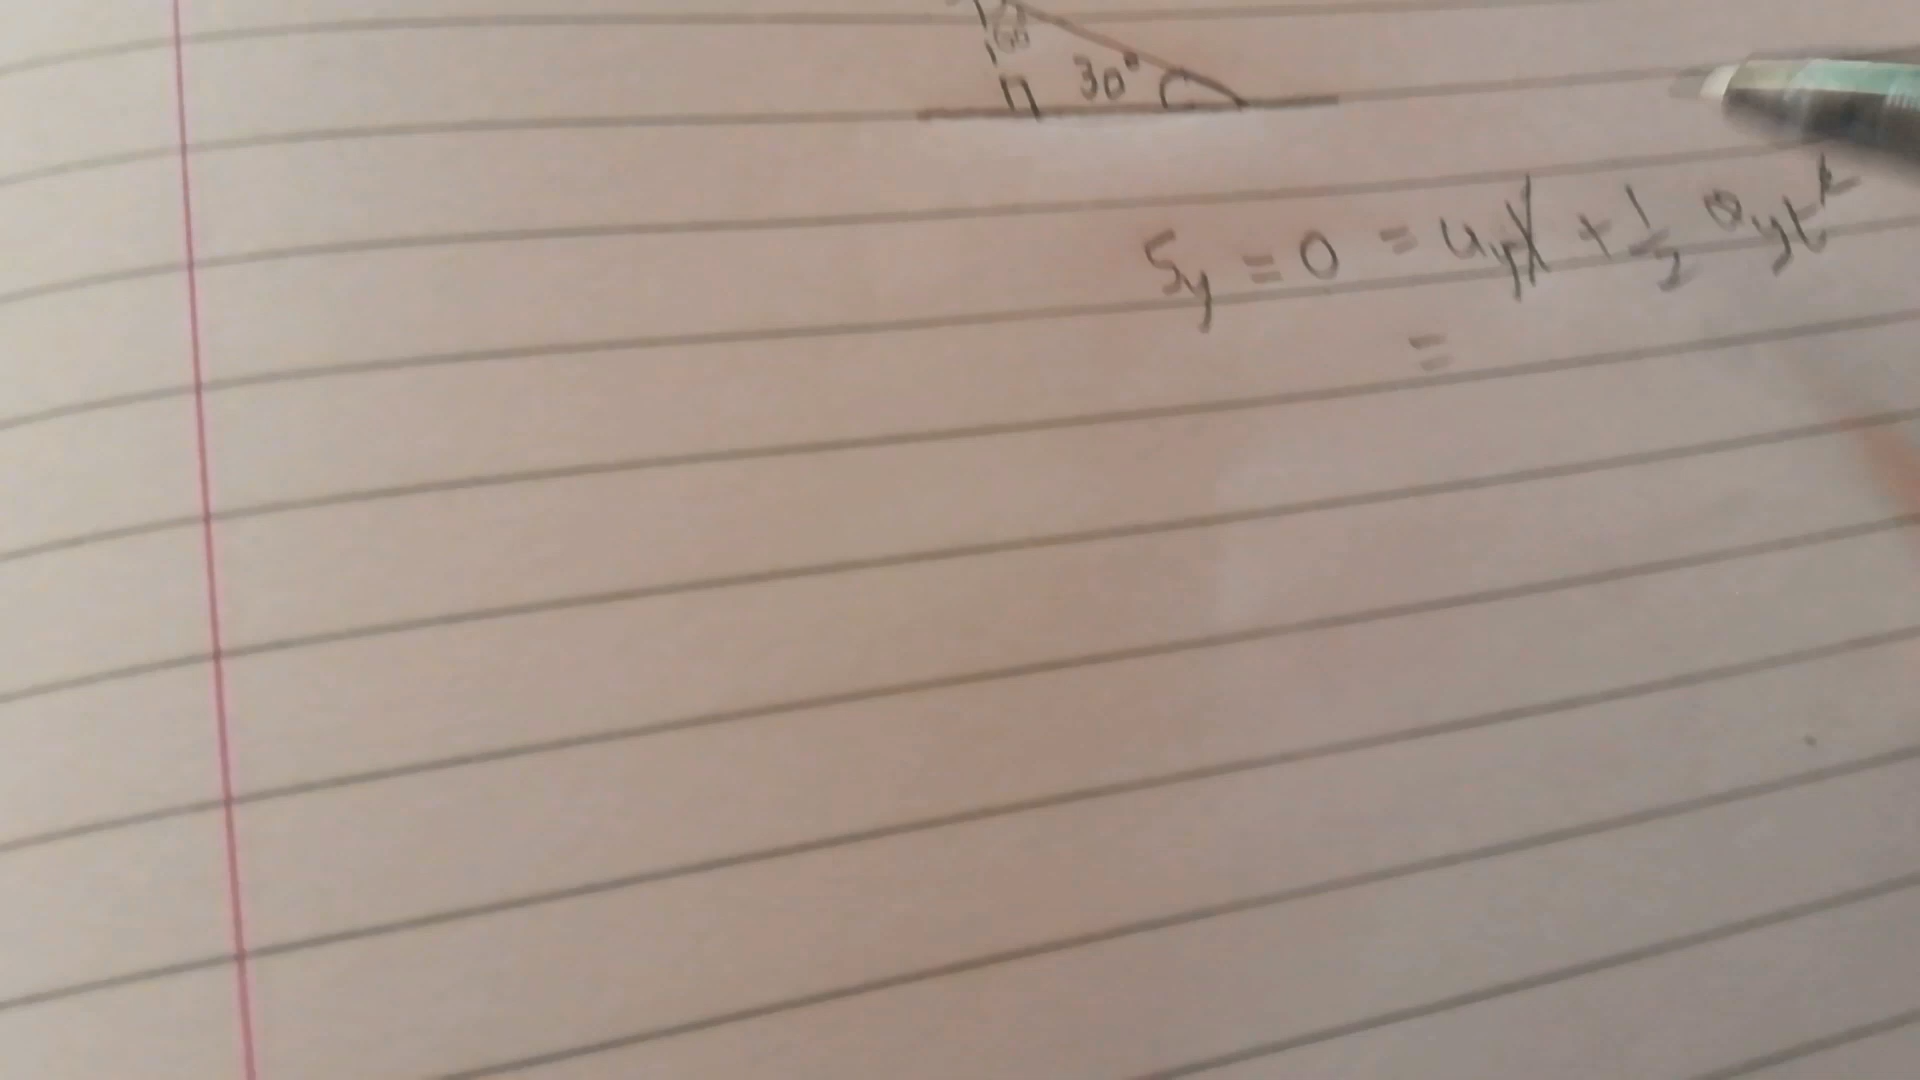 60
30°
Sy = 0 = uyt + 1/2 ayt²
=